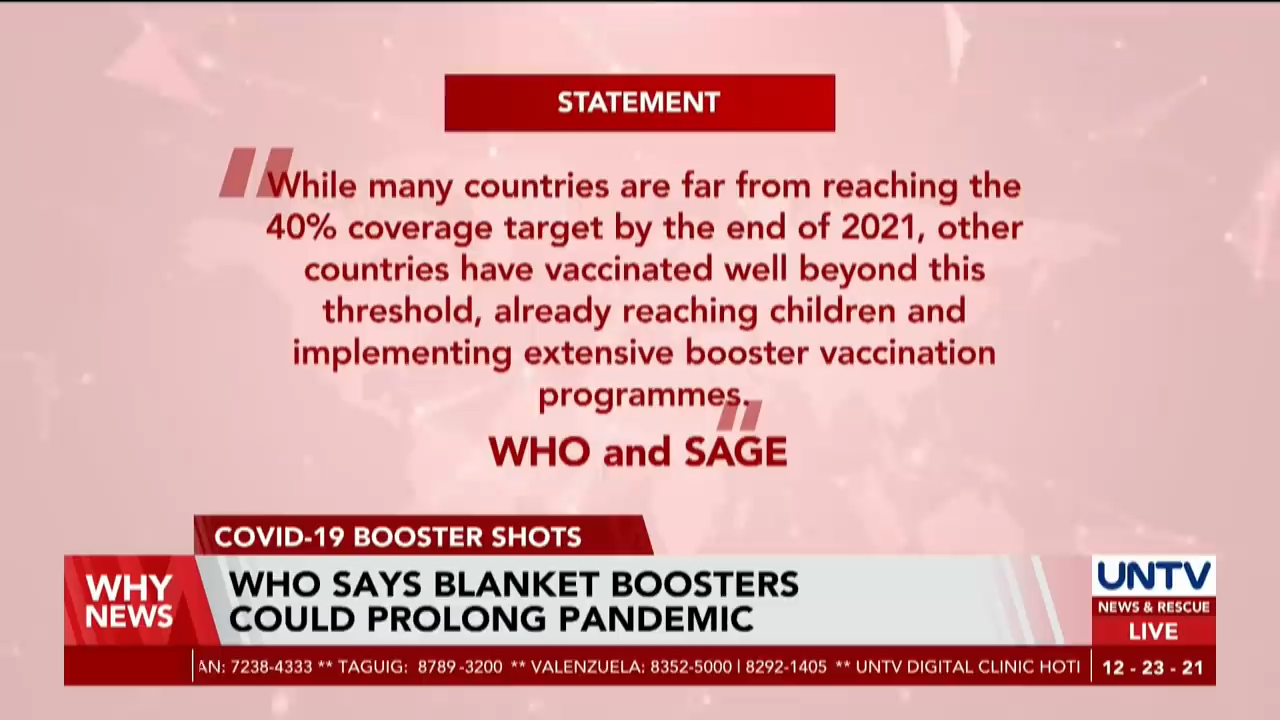 STATEMENT
"While many countries are far from reaching the
40% coverage target by the end of 2021, other
countries have vaccinated well beyond this
threshold, already reaching children and
implementing extensive booster vaccination
programmes."
WHO and SAGE
COVID-19 BOOSTER SHOTS
WHY
NEWS
WHO SAYS BLANKET BOOSTERS
COULD PROLONG PANDEMIC
UNTV
NEWS & RESCUE
LIVE
AN: 7238-4333 ** TAGUIG: 8789-3200 ** VALENZUELA: 8352-5000 | 8292-1405 ** UNTV DIGITAL CLINIC HOTI
12 - 23 - 21